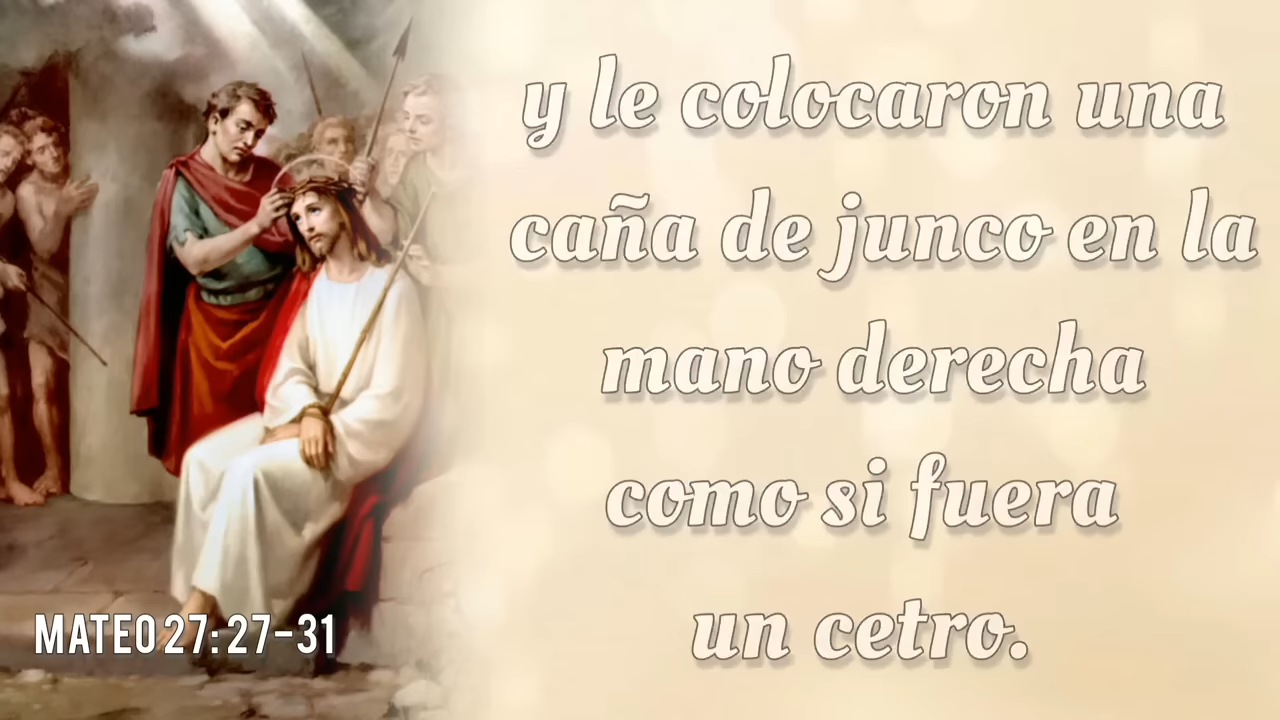 y le colocaron una
caña de junco en la
mano derecha
como si fuera
un cetro.
MATEO 27: 27-31